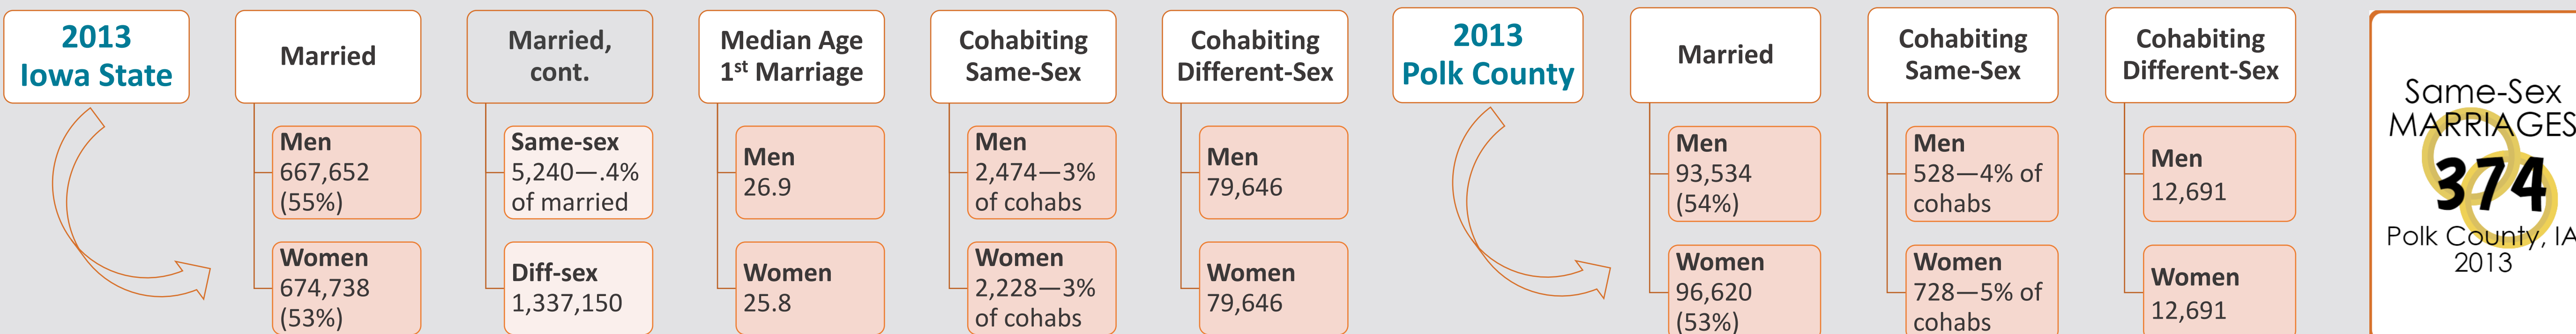 2013
Iowa State
Married
Men
667,652
(55%)
Women
674,738
(53%)
Married,
cont.
Same-sex
5,240—.4%
of married
Diff-sex
1,337,150
Median Age
1st Marriage
Men
26.9
Women
25.8
Cohabiting
Same-Sex
Men
2,474—3%
of cohabs
Women
2,228—3%
of cohabs
Cohabiting
Different-Sex
Men
79,646
Women
79,646
2013
Polk County
Married
Men
93,534
(54%)
Women
96,620
(53%)
Cohabiting
Same-Sex
Men
528—4% of
cohabs
Women
728—5% of
cohabs
Cohabiting
Different-Sex
Men
12,691
Women
12,691
Same-Sex
MARRIAGES
374
Polk County, IA
2013